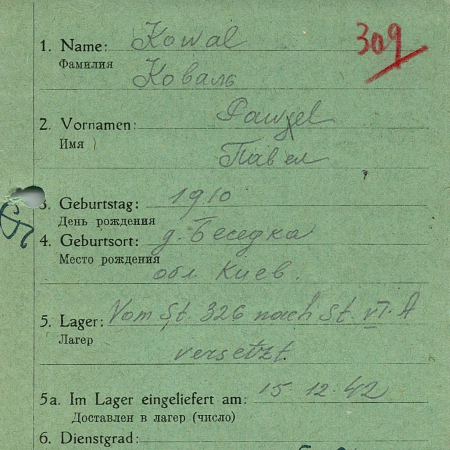 309
1. Name: Kowal
Фамилия Коваль
2. Vornamen: Pawel
Имя Павел
3. Geburtstag: 1910
День рождения
4. Geburtsort: д. Беседка
Место рождения
обл. Киев.
5. Lager: Vom St. 326 nach St. VI. A
Лагер
versetzt.
5a. Im Lager eingeliefert am: 15. 12. 42
Доставлен в лагер (число)
6. Dienstgrad: